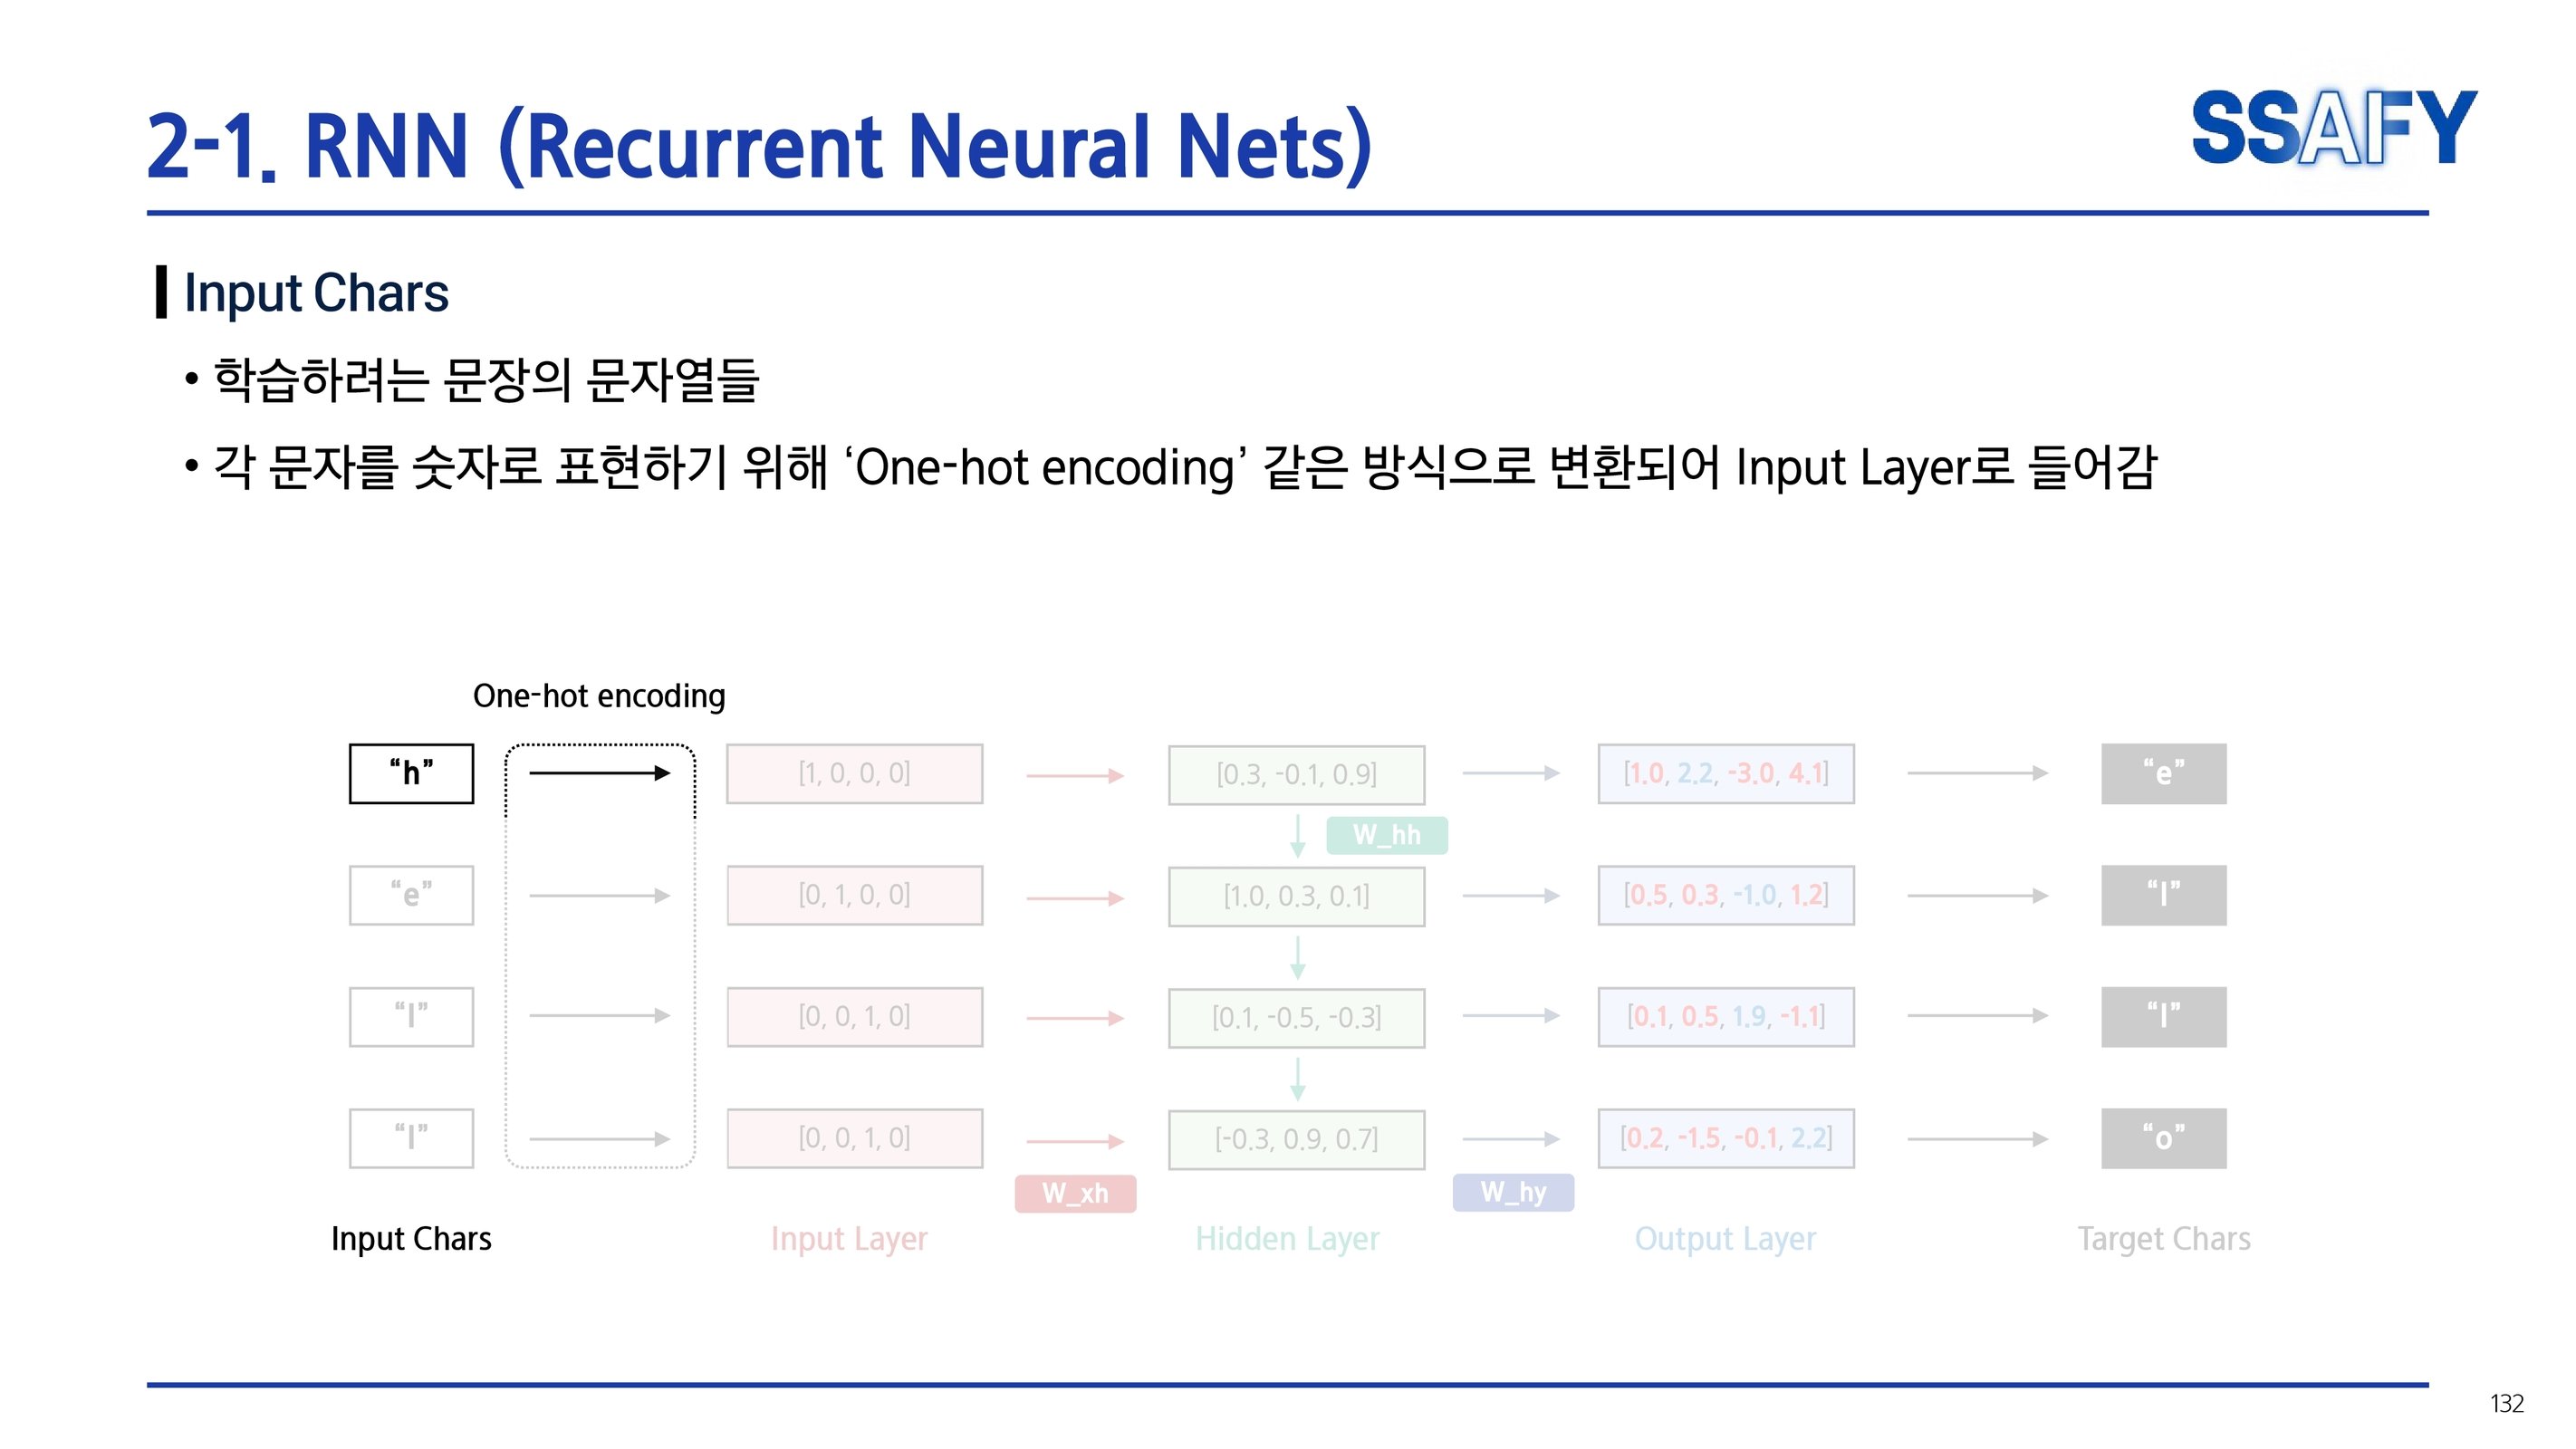 2-1. RNN (Recurrent Neural Nets)
SSAFY
Input Chars
• 학습하려는 문장의 문자열들
• 각 문자를 숫자로 표현하기 위해 ‘One-hot encoding’ 같은 방식으로 변환되어 Input Layer로 들어감
One-hot encoding
“h” [1, 0, 0, 0] [0.3, -0.1, 0.9] [1.0, 2.2, -3.0, 4.1] “e”
W_hh
“e” [0, 1, 0, 0] [1.0, 0.3, 0.1] [0.5, 0.3, -1.0, 1.2] “l”
“l” [0, 0, 1, 0] [0.1, -0.5, -0.3] [0.1, 0.5, 1.9, -1.1] “l”
“l” [0, 0, 1, 0] [-0.3, 0.9, 0.7] [0.2, -1.5, -0.1, 2.2] “o”
W_xh W_hy
Input Chars Input Layer Hidden Layer Output Layer Target Chars
132